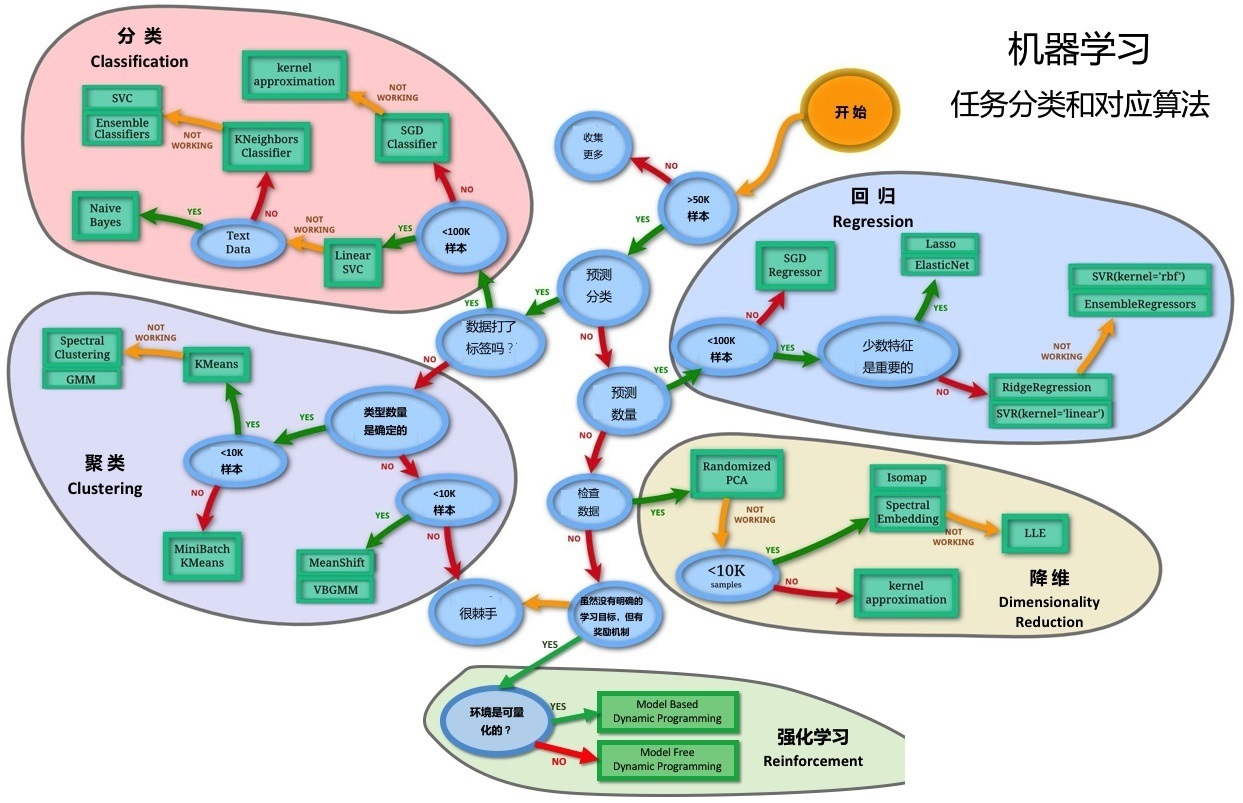 机器学习
任务分类和对应算法
开始
>50K
样本
NO
收集
更多
YES
预测
分类
YES
数据打了
标签吗？
YES
NO
NO
预测
数量
YES
NO
检查
数据
YES
NO
虽然没有明确的
学习目标，但有
奖励机制
很棘手
YES
分 类
Classification
kernel
approximation
NOT
WORKING
SVC
Ensemble
Classifiers
NOT
WORKING
KNeighbors
Classifier
SGD
Classifier
NO
Naive
Bayes
YES
Text
Data
NO
NOT
WORKING
Linear
SVC
YES
<100K
样本
回 归
Regression
SGD
Regressor
Lasso
ElasticNet
SVR(kernel='rbf')
EnsembleRegressors
NO
YES
<100K
样本
YES
少数特征
是重要的
NOT
WORKING
NO
RidgeRegression
SVR(kernel='linear')
聚 类
Clustering
Spectral
Clustering
GMM
NOT
WORKING
KMeans
YES
类型数量
是确定的
YES
NO
<10K
样本
NO
MiniBatch
KMeans
<10K
样本
YES
NO
MeanShift
VBGMM
降 维
Dimensionality
Reduction
Randomized
PCA
NOT
WORKING
Isomap
Spectral
Embedding
NOT
WORKING
LLE
<10K
samples
YES
NO
kernel
approximation
强化学习
Reinforcement
环境是可量
化的？
YES
NO
Model Based
Dynamic Programming
Model Free
Dynamic Programming